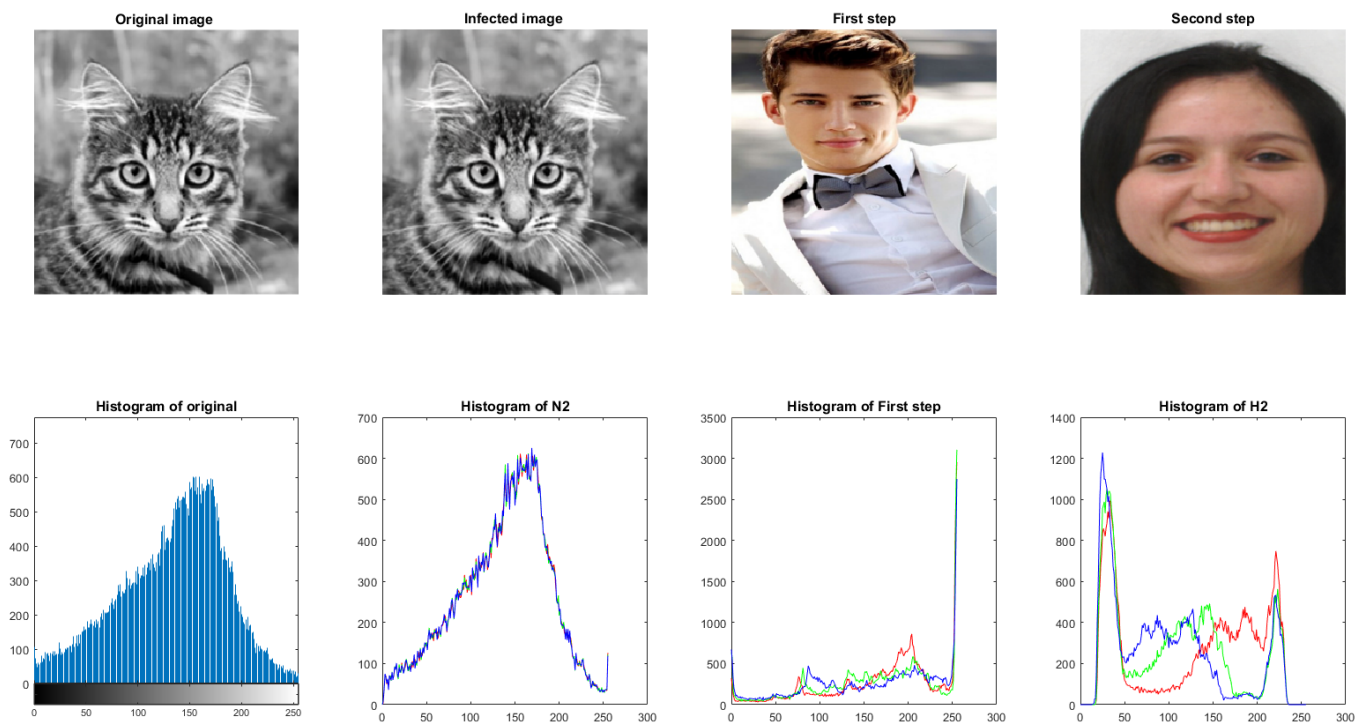 Original image
Infected image
First step
Second step
Histogram of original
700
600
500
400
300
200
100
0
0 50 100 150 200 250
Histogram of N2
700
600
500
400
300
200
100
0
0 50 100 150 200 250 300
Histogram of First step
3500
3000
2500
2000
1500
1000
500
0
0 50 100 150 200 250 300
Histogram of H2
1400
1200
1000
800
600
400
200
0
0 50 100 150 200 250 300